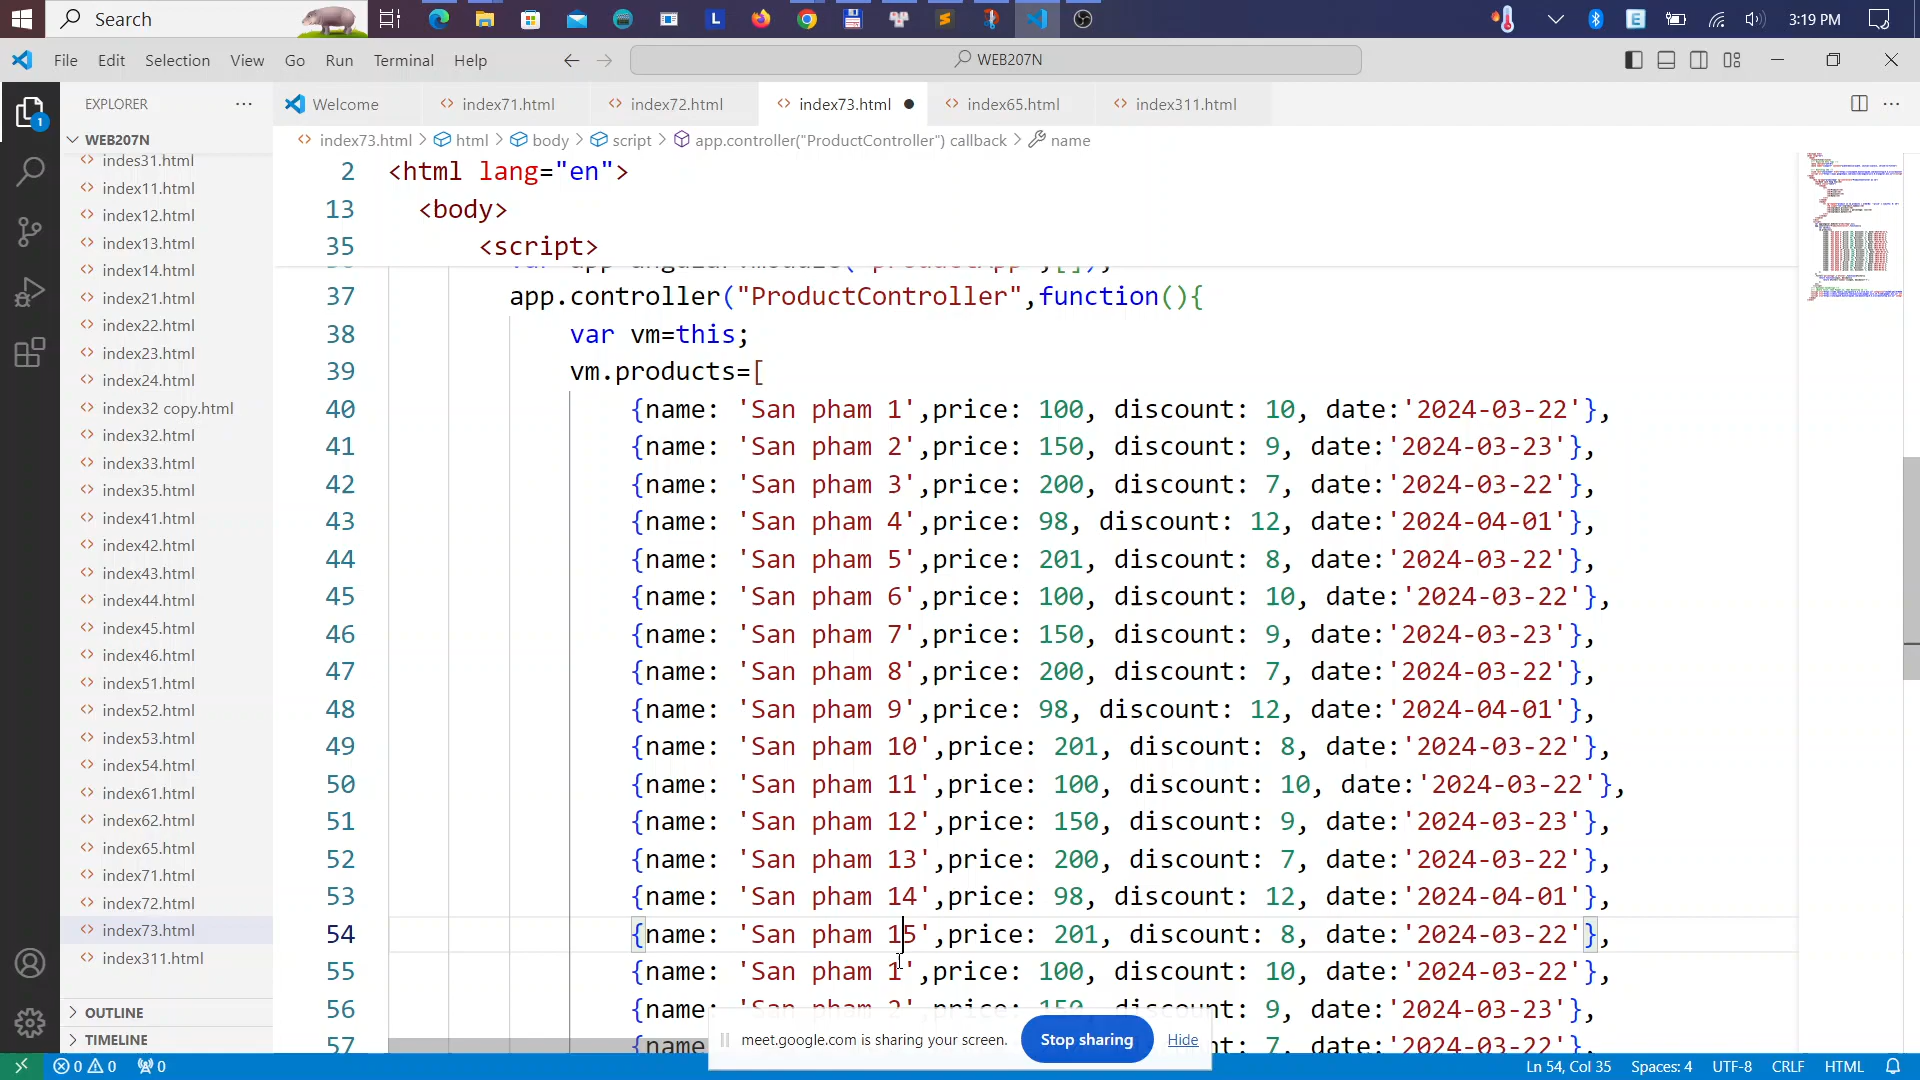 Search
3:19 PM
File Edit Selection View Go Run Terminal Help
WEB207N
EXPLORER
Welcome
index71.html
index72.html
index73.html
index65.html
index311.html
index73.html > html > body > script > app.controller("ProductController") callback > name
WEB207N
indes31.html
index11.html
index12.html
index13.html
index14.html
index21.html
index22.html
index23.html
index24.html
index32 copy.html
index32.html
index33.html
index35.html
index41.html
index42.html
index43.html
index44.html
index45.html
index46.html
index51.html
index52.html
index53.html
index54.html
index61.html
index62.html
index65.html
index71.html
index72.html
index73.html
index311.html
OUTLINE
TIMELINE
2 <html lang="en">
13 <body>
35 <script>
37 app.controller("ProductController",function(){
38 var vm=this;
39 vm.products=[
40 {name: 'San pham 1',price: 100, discount: 10, date:'2024-03-22'},
41 {name: 'San pham 2',price: 150, discount: 9, date:'2024-03-23'},
42 {name: 'San pham 3',price: 200, discount: 7, date:'2024-03-22'},
43 {name: 'San pham 4',price: 98, discount: 12, date:'2024-04-01'},
44 {name: 'San pham 5',price: 201, discount: 8, date:'2024-03-22'},
45 {name: 'San pham 6',price: 100, discount: 10, date:'2024-03-22'},
46 {name: 'San pham 7',price: 150, discount: 9, date:'2024-03-23'},
47 {name: 'San pham 8',price: 200, discount: 7, date:'2024-03-22'},
48 {name: 'San pham 9',price: 98, discount: 12, date:'2024-04-01'},
49 {name: 'San pham 10',price: 201, discount: 8, date:'2024-03-22'},
50 {name: 'San pham 11',price: 100, discount: 10, date:'2024-03-22'},
51 {name: 'San pham 12',price: 150, discount: 9, date:'2024-03-23'},
52 {name: 'San pham 13',price: 200, discount: 7, date:'2024-03-22'},
53 {name: 'San pham 14',price: 98, discount: 12, date:'2024-04-01'},
54 {name: 'San pham 15',price: 201, discount: 8, date:'2024-03-22'},
55 {name: 'San pham 1',price: 100, discount: 10, date:'2024-03-22'},
56 {name: 'San pham 2',price: 150, discount: 9, date:'2024-03-23'},
57 {name 7, date:'2024-03-22'},
meet.google.com is sharing your screen. Stop sharing Hide
0 0 0
Ln 54, Col 35 Spaces: 4 UTF-8 CRLF HTML